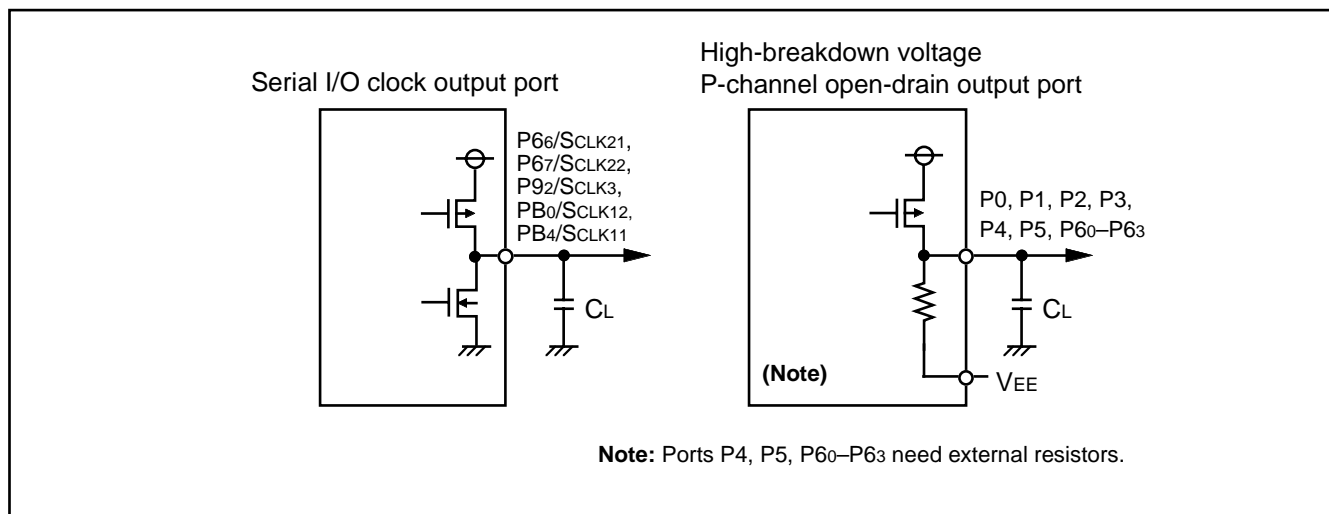 Serial I/O clock output port
P66/SCLK21,
P67/SCLK22,
P92/SCLK3,
PB0/SCLK12,
PB4/SCLK11
CL
High-breakdown voltage
P-channel open-drain output port
P0, P1, P2, P3,
P4, P5, P60–P63
CL
(Note)
VEE
Note: Ports P4, P5, P60–P63 need external resistors.